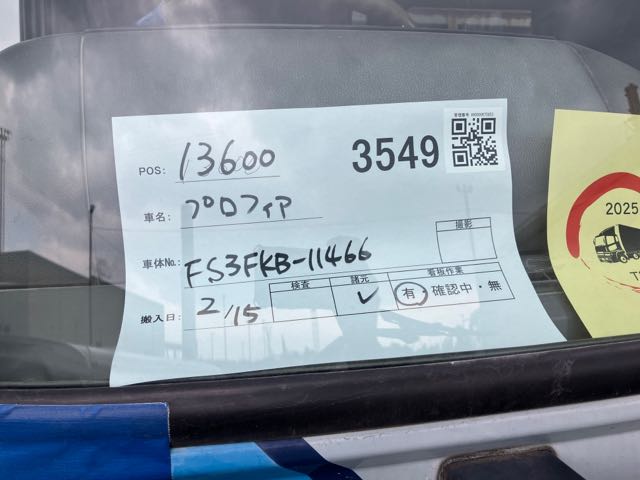 POS: 13600
3549
車名: プロフィア
車体No.: FS3FKB-11466
撮影
搬入日: 2/15
検査 諸元 看板作業
✓ 有・確認中・無
2025